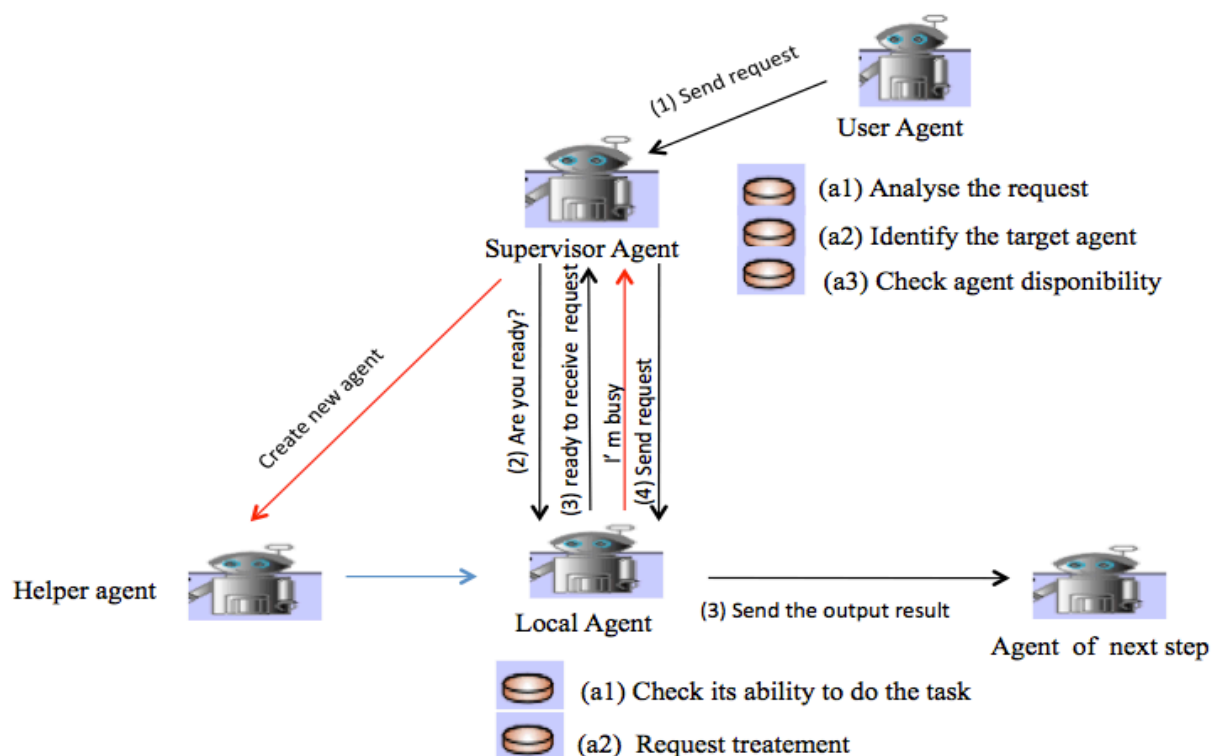 (1) Send request
User Agent
(a1) Analyse the request
(a2) Identify the target agent
(a3) Check agent disponibility
Supervisor Agent
Create new agent
(2) Are you ready?
(3) ready to receive request
I' m busy
(4) Send request
Helper agent
Local Agent
(3) Send the output result
Agent of next step
(a1) Check its ability to do the task
(a2) Request treatement